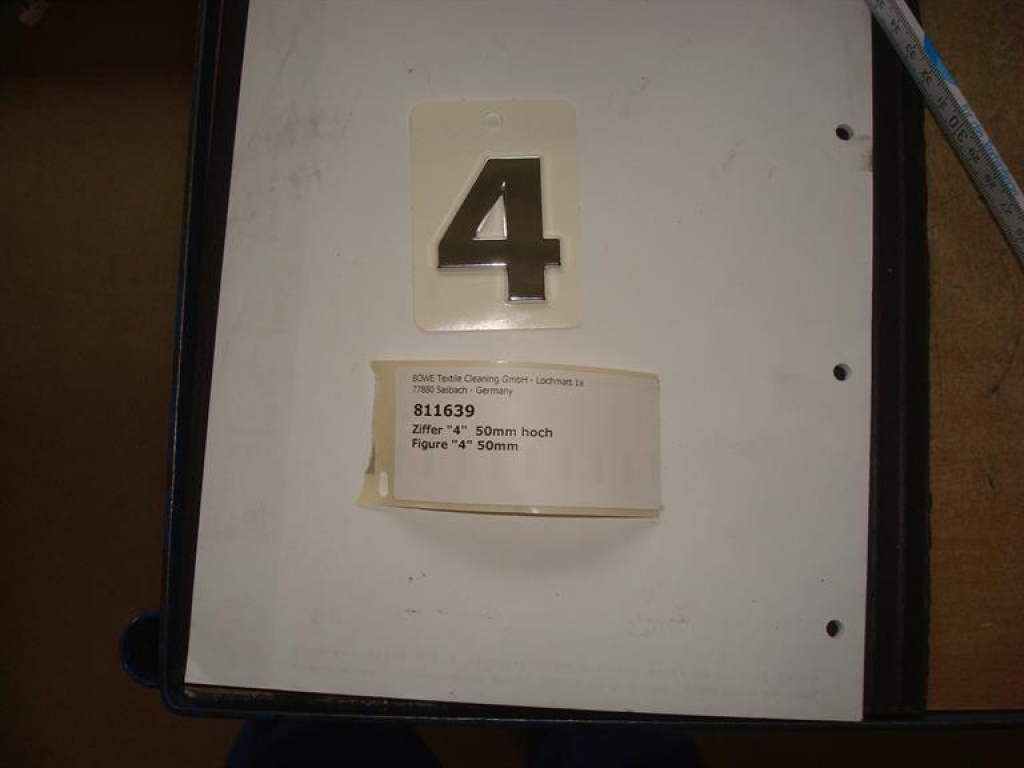 4
BÖWE Textile Cleaning GmbH - Lochmatt 1a
77880 Sasbach - Germany
811639
Ziffer "4" 50mm hoch
Figure "4" 50mm